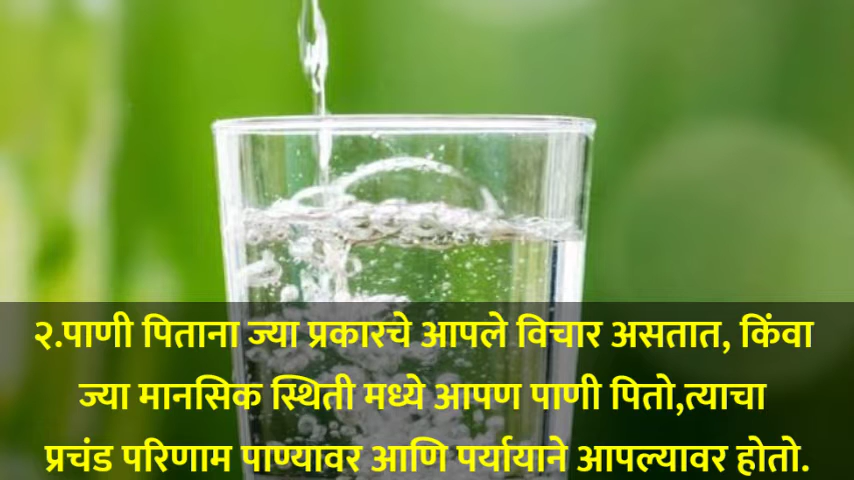 २.पाणी पिताना ज्या प्रकारचे आपले विचार असतात, किंवा
ज्या मानसिक स्थिती मध्ये आपण पाणी पितो,त्याचा
प्रचंड परिणाम पाण्यावर आणि पर्यायाने आपल्यावर होतो.